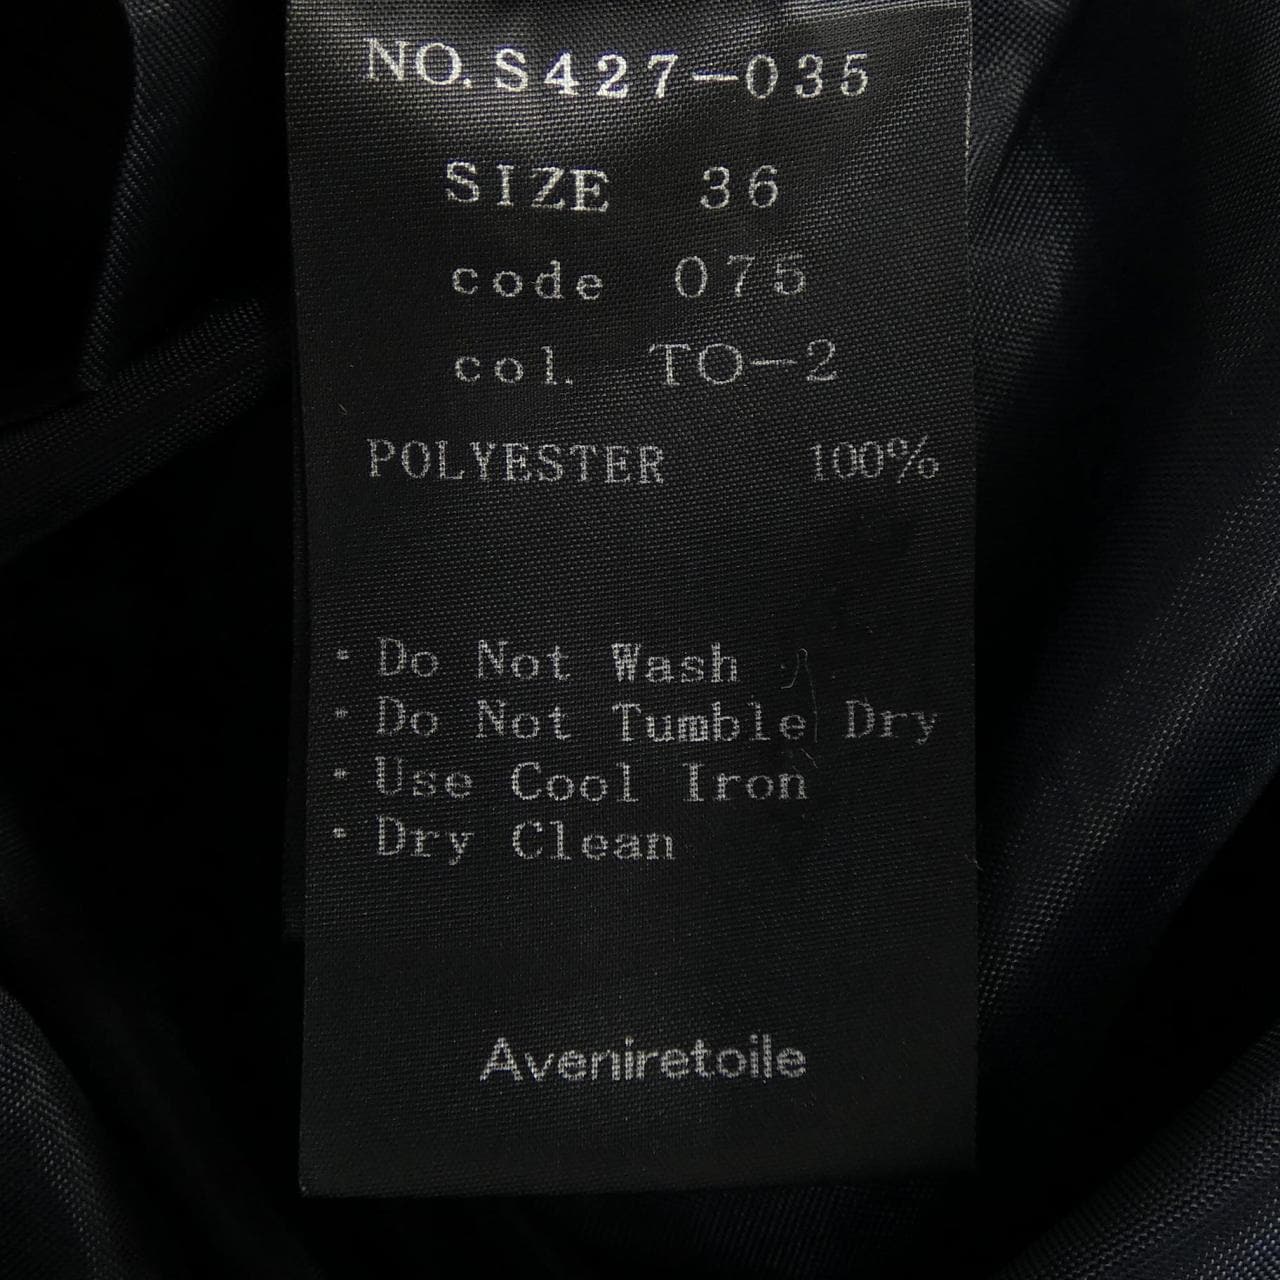 NO. S427-035
SIZE 36
code 075
col. TO-2
POLYESTER 100%
・Do Not Wash
・Do Not Tumble Dry
・Use Cool Iron
・Dry Clean
Aveniretoile